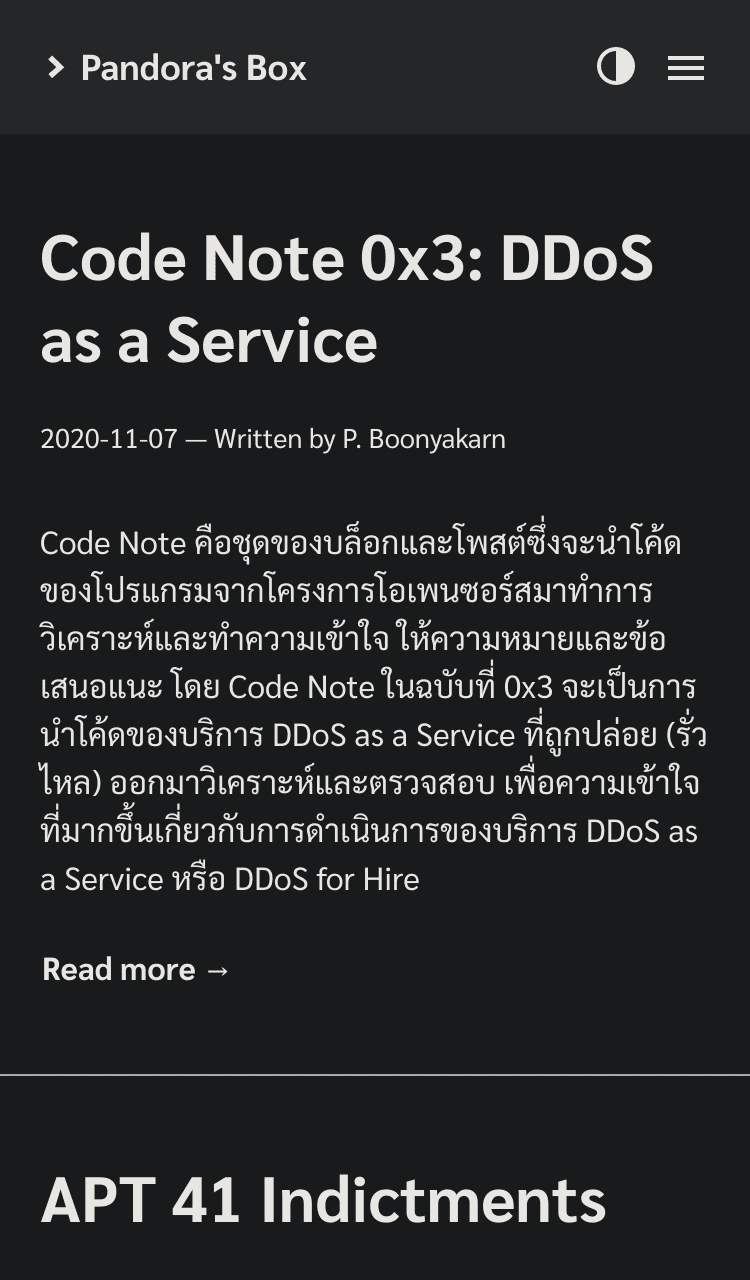 Pandora's Box
Code Note 0x3: DDoS
as a Service
2020-11-07 — Written by P. Boonyakarn
Code Note คือชุดของบล็อกและโพสต์ซึ่งจะนำโค้ด
ของโปรแกรมจากโครงการโอเพนซอร์สมาทำการ
วิเคราะห์และทำความเข้าใจ ให้ความหมายและข้อ
เสนอแนะ โดย Code Note ในฉบับที่ 0x3 จะเป็นการ
นำโค้ดของบริการ DDoS as a Service ที่ถูกปล่อย (รั่ว
ไหล) ออกมาวิเคราะห์และตรวจสอบ เพื่อความเข้าใจ
ที่มากขึ้นเกี่ยวกับการดำเนินการของบริการ DDoS as
a Service หรือ DDoS for Hire
Read more →
APT 41 Indictments